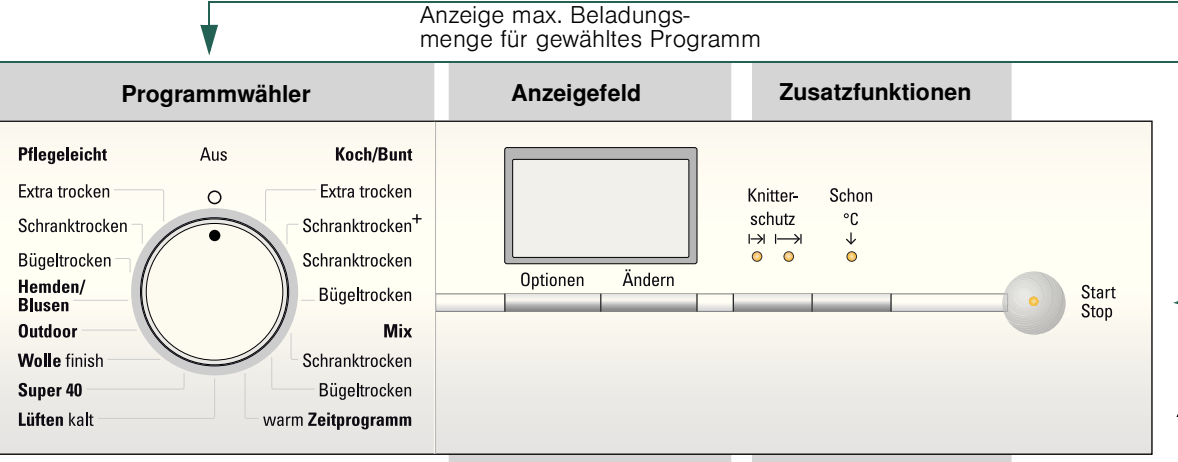 Anzeige max. Beladungs-
menge für gewähltes Programm
Programmwähler
Anzeigefeld
Zusatzfunktionen
Pflegeleicht
Aus
Koch/Bunt
Extra trocken
Schranktrocken
Bügeltrocken
Hemden/
Blusen
Outdoor
Wolle finish
Super 40
Lüften kalt
Extra trocken
Schranktrocken+
Schranktrocken
Bügeltrocken
Mix
Schranktrocken
Bügeltrocken
warm Zeitprogramm
Optionen
Ändern
Knitter-
schutz
Schon
°C
Start
Stop